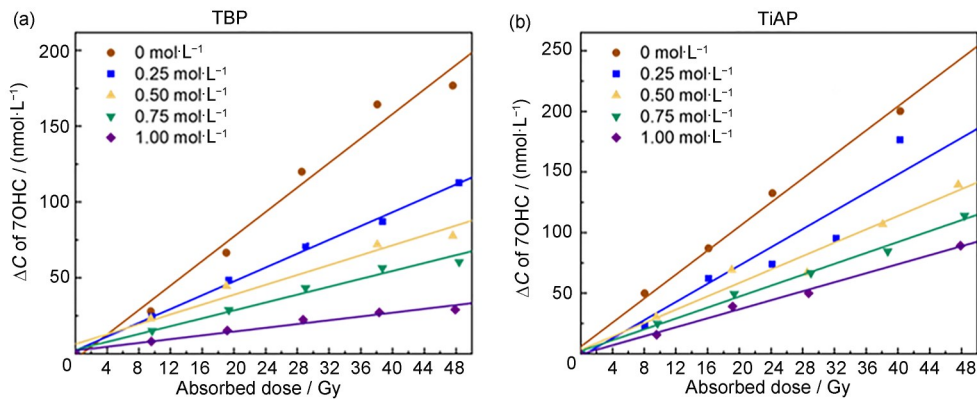 (a)
TBP
ΔC of 7OHC / (nmol·L⁻¹)
200
150
100
50
0
0 mol·L⁻¹
0.25 mol·L⁻¹
0.50 mol·L⁻¹
0.75 mol·L⁻¹
1.00 mol·L⁻¹
4 8 12 16 20 24 28 32 36 40 44 48
Absorbed dose / Gy
(b)
TiAP
ΔC of 7OHC / (nmol·L⁻¹)
250
200
150
100
50
0
0 mol·L⁻¹
0.25 mol·L⁻¹
0.50 mol·L⁻¹
0.75 mol·L⁻¹
1.00 mol·L⁻¹
4 8 12 16 20 24 28 32 36 40 44 48
Absorbed dose / Gy